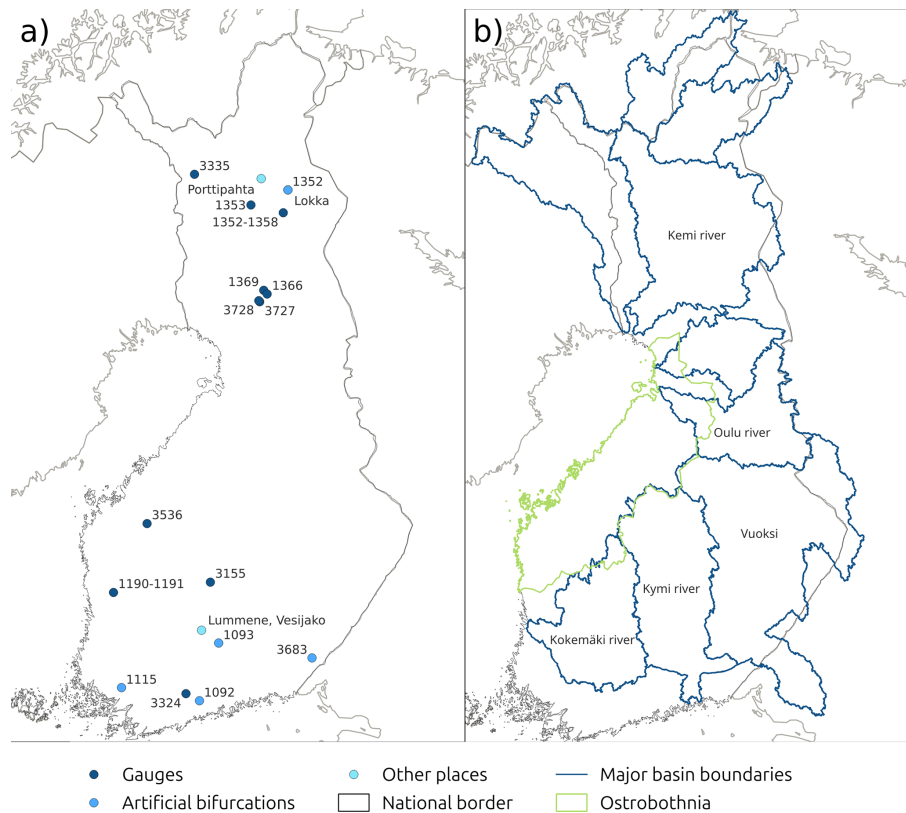 a)
b)
3335
Porttipahta
1352
Lokka
1353
1352-1358
1369
1366
3728
3727
3536
3155
1190-1191
Lummene, Vesijako
1093
3683
1115
1092
3324
Kemi river
Oulu river
Vuoksi
Kymi river
Kokemäki river
Gauges
Other places
Major basin boundaries
Artificial bifurcations
National border
Ostrobothnia